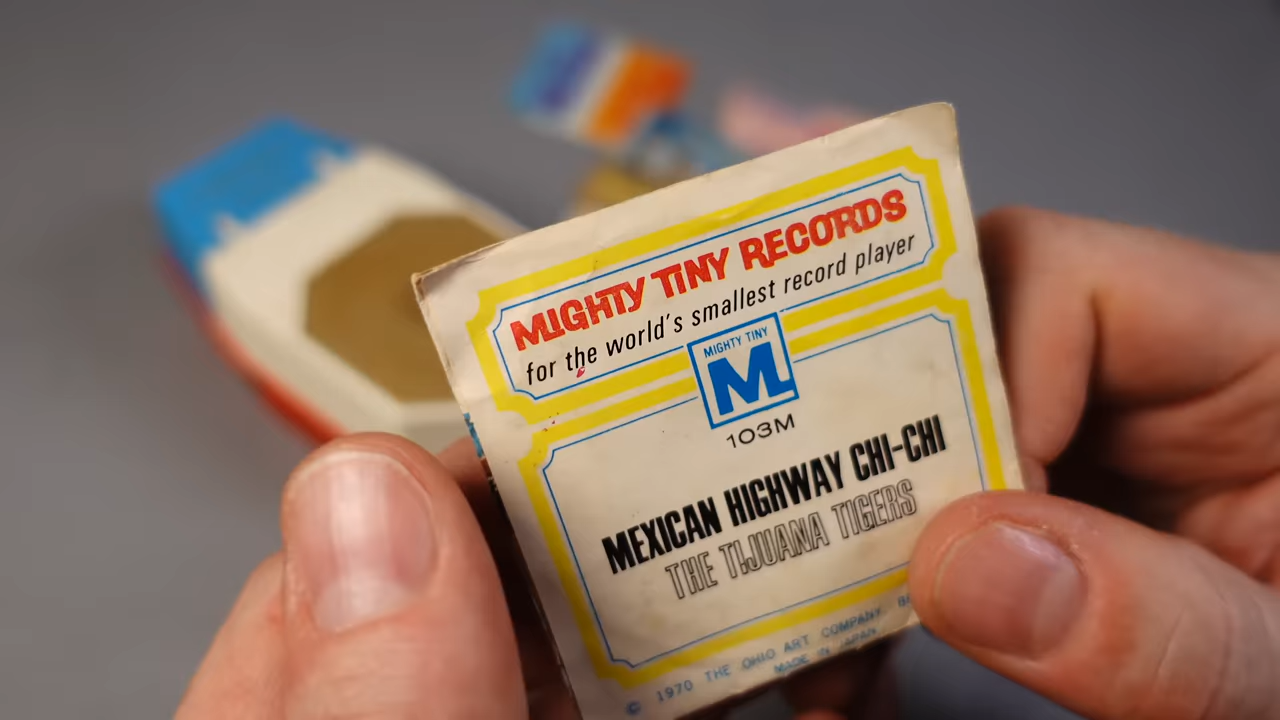 MIGHTY TINY RECORDS
for the world's smallest record player
MIGHTY TINY
M
103M
MEXICAN HIGHWAY CHI-CHI
THE TIJUANA TIGERS
© 1970 THE OHIO ART COMPANY
MADE IN JAPAN